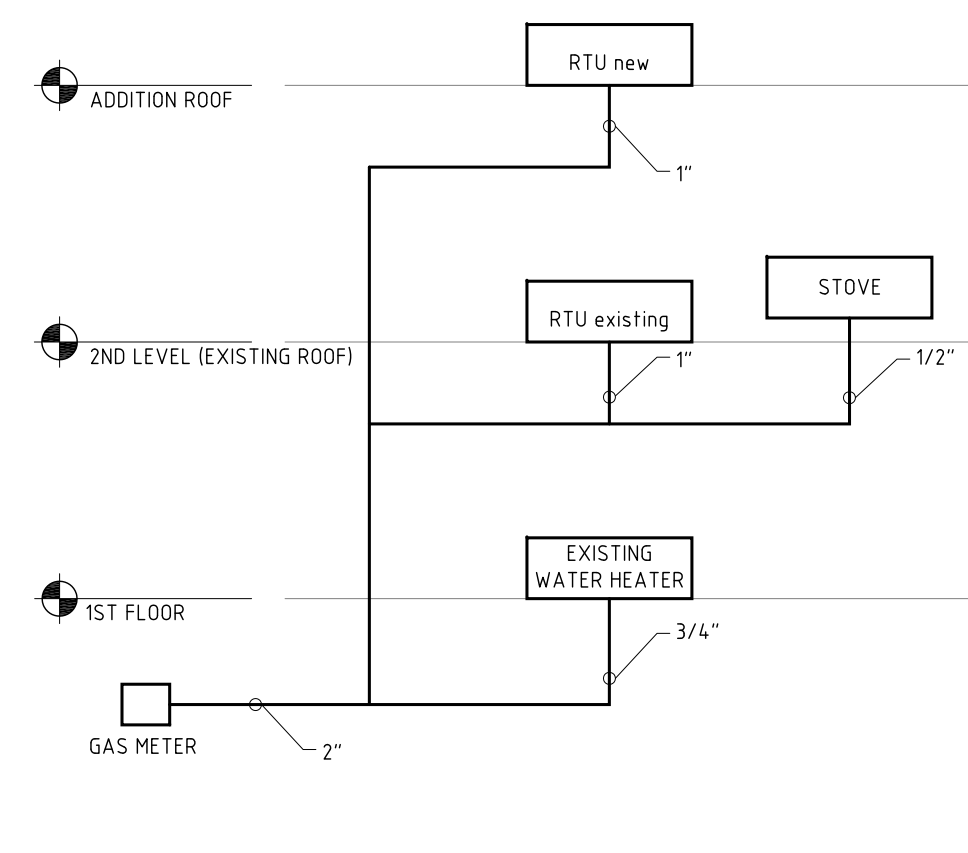 RTU new
ADDITION ROOF
1"
STOVE
RTU existing
2ND LEVEL (EXISTING ROOF)
1"
1/2"
EXISTING
WATER HEATER
1ST FLOOR
3/4"
GAS METER
2"